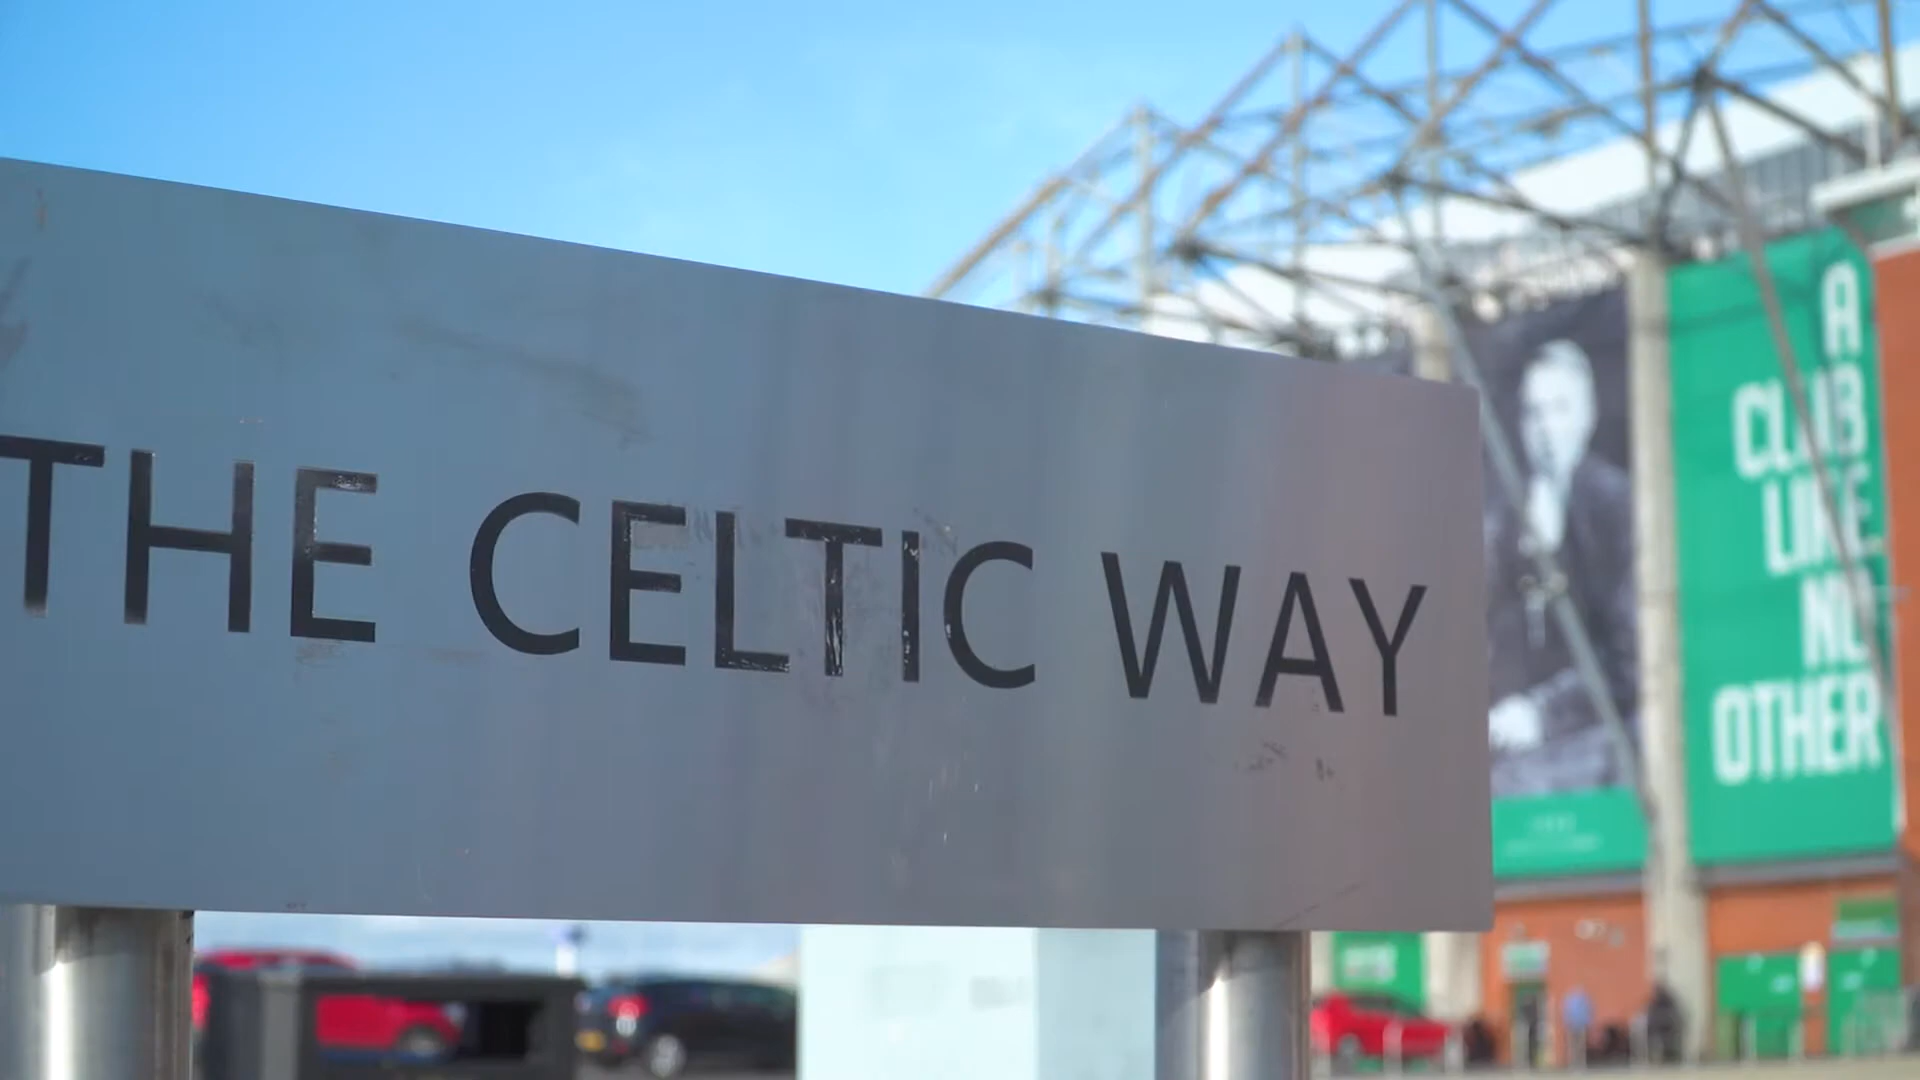 THE CELTIC WAY
A
CLUB
LIKE
NO
OTHER